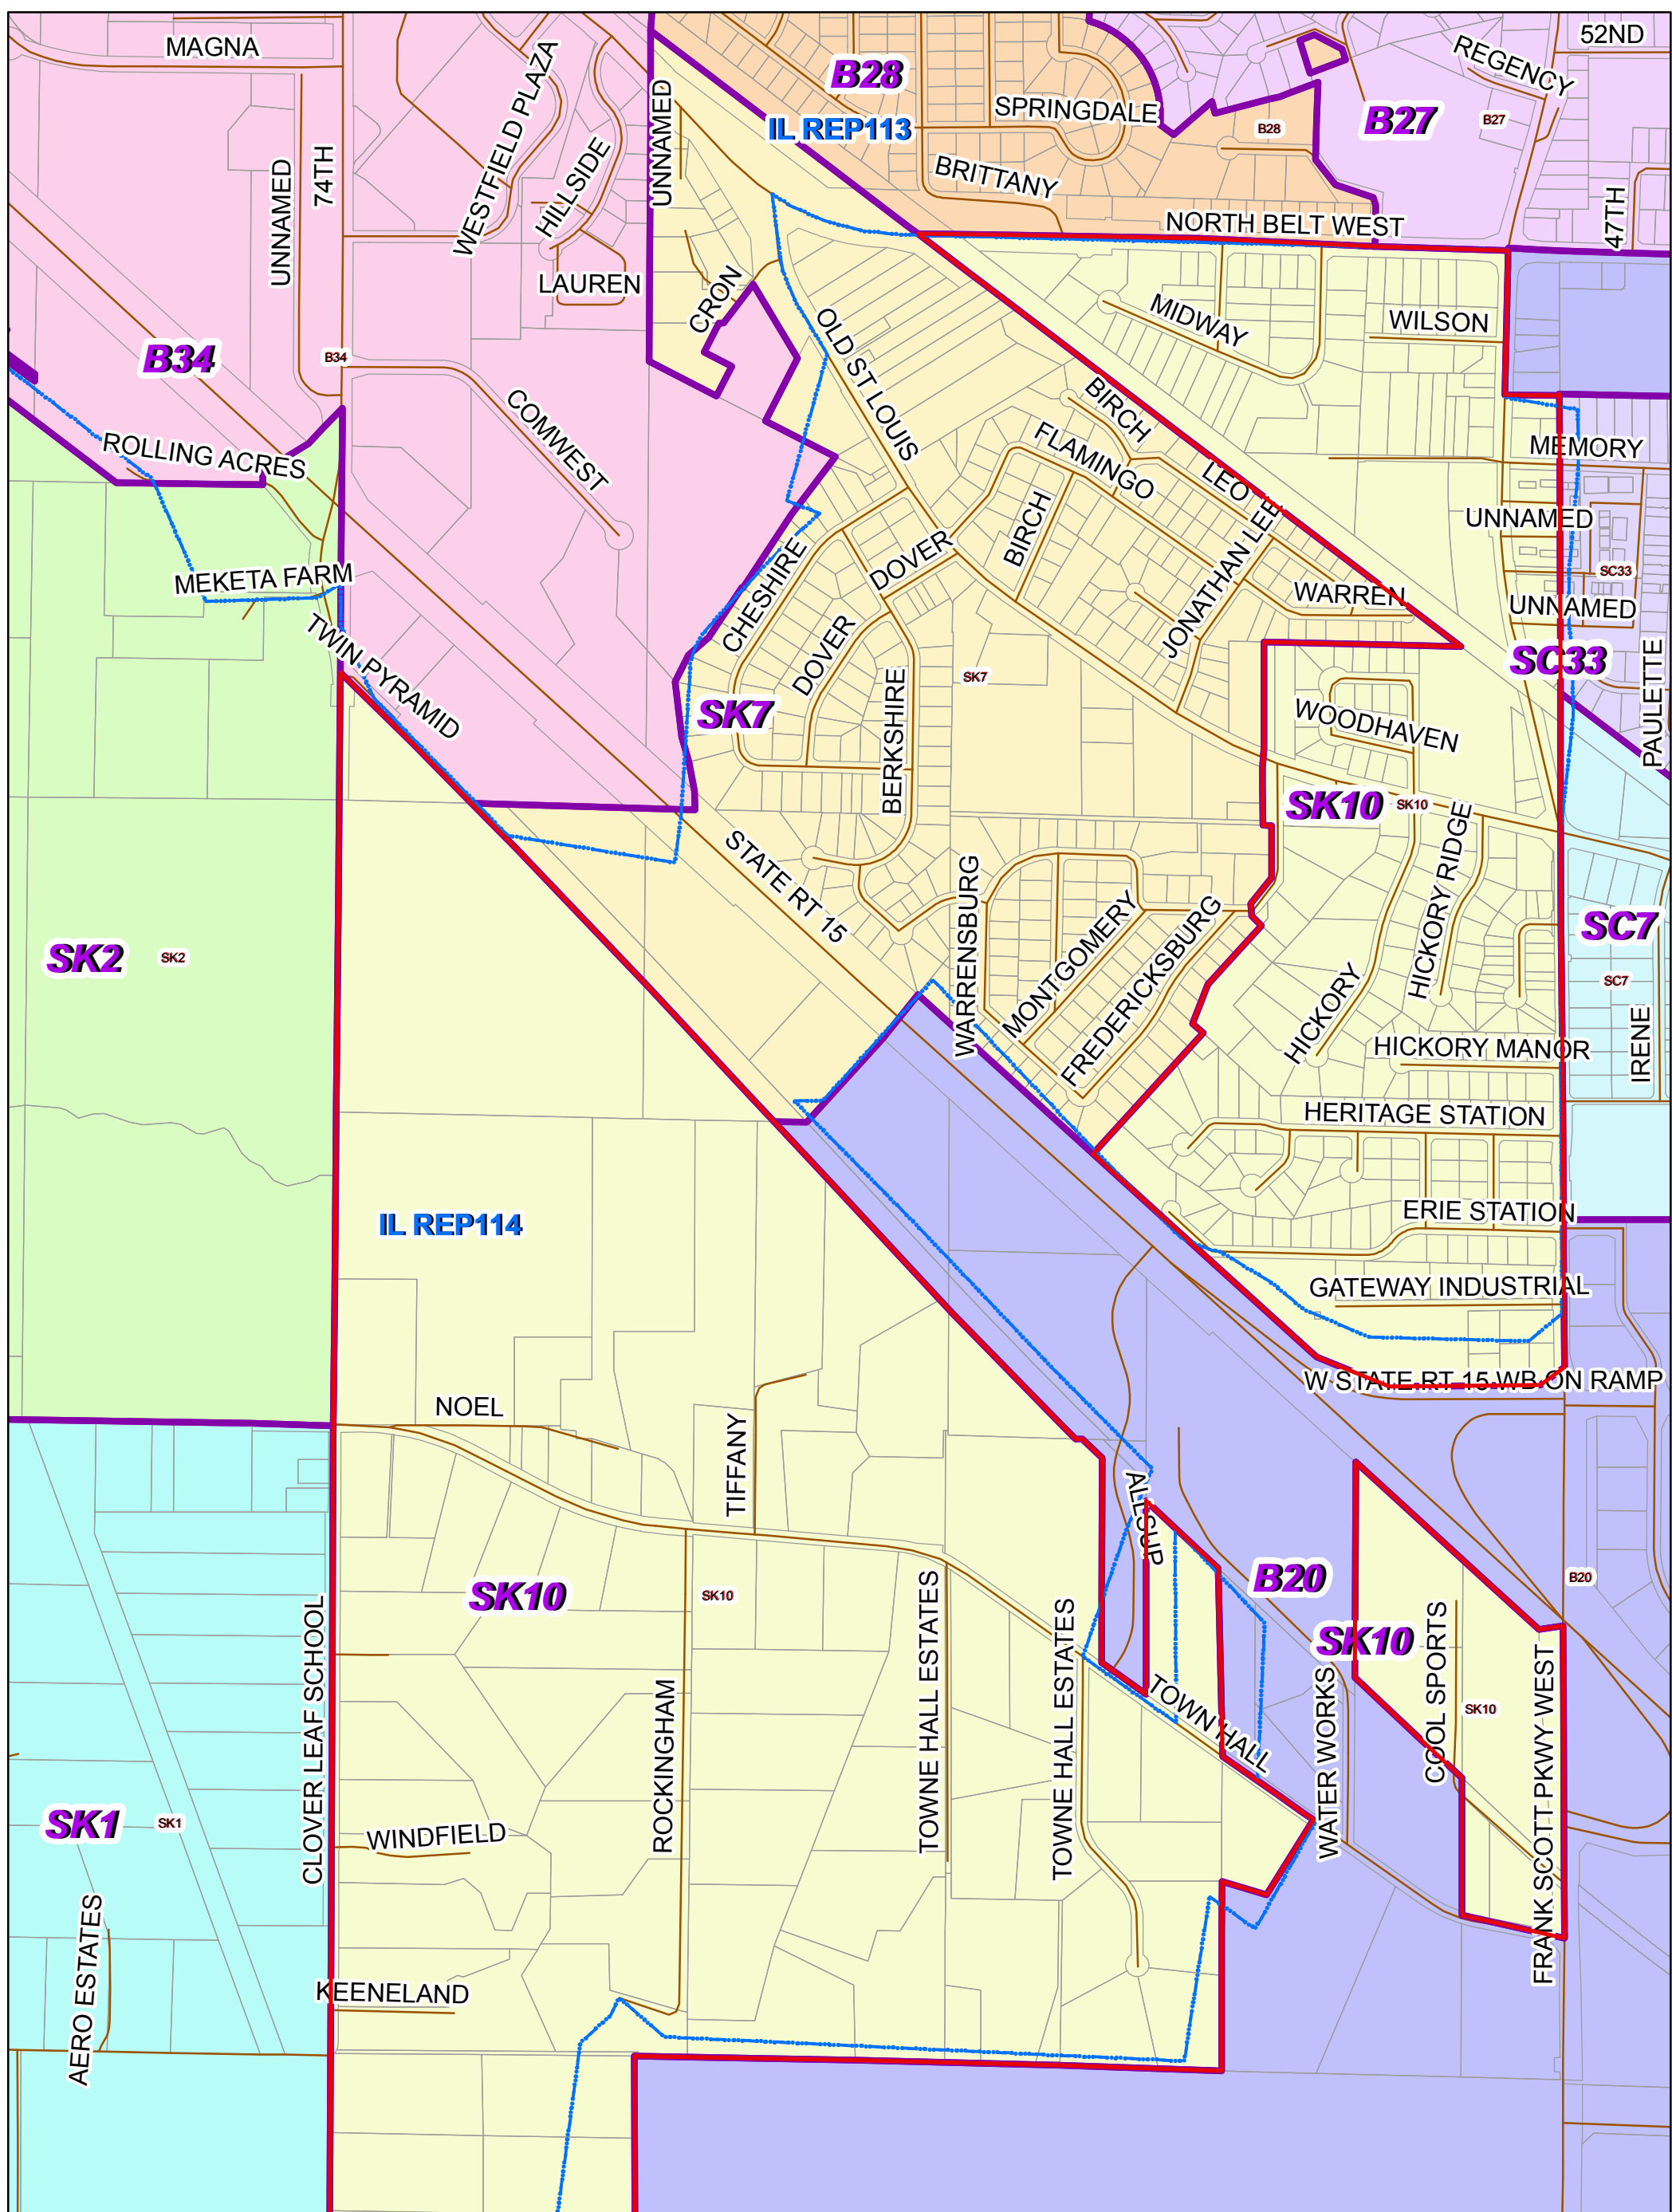 MAGNA
WESTFIELD PLAZA
UNNAMED
B28
SPRINGDALE
IL REP113
B28
B27
B27
REGENCY
52ND
UNNAMED
74TH
HILLSIDE
BRITTANY
NORTH BELT WEST
47TH
LAUREN
CRON
MIDWAY
WILSON
B34
B34
OLD ST LOUIS
COMWEST
BIRCH
ROLLING ACRES
FLAMINGO
LEO
MEMORY
BIRCH
JONATHAN LEE
UNNAMED
MEKETA FARM
CHESHIRE
DOVER
WARREN
SC33
UNNAMED
TWIN PYRAMID
DOVER
SK7
SK7
BERKSHIRE
SC33
PAULETTE
WOODHAVEN
SK10
SK10
STATE RT 15
WARRENSBURG
HICKORY RIDGE
MONTGOMERY
FREDERICKSBURG
SK2
SK2
SC7
SC7
HICKORY
HICKORY MANOR
IRENE
HERITAGE STATION
IL REP114
ERIE STATION
GATEWAY INDUSTRIAL
W STATE RT 15 WB ON RAMP
NOEL
TIFFANY
ALLSUP
SK10
SK10
B20
B20
CLOVER LEAF SCHOOL
ROCKINGHAM
TOWNE HALL ESTATES
TOWNE HALL ESTATES
TOWN HALL
WATER WORKS
SK10
COOL SPORTS
SK10
FRANK SCOTT PKWY WEST
SK1
SK1
WINDFIELD
AERO ESTATES
KEENELAND